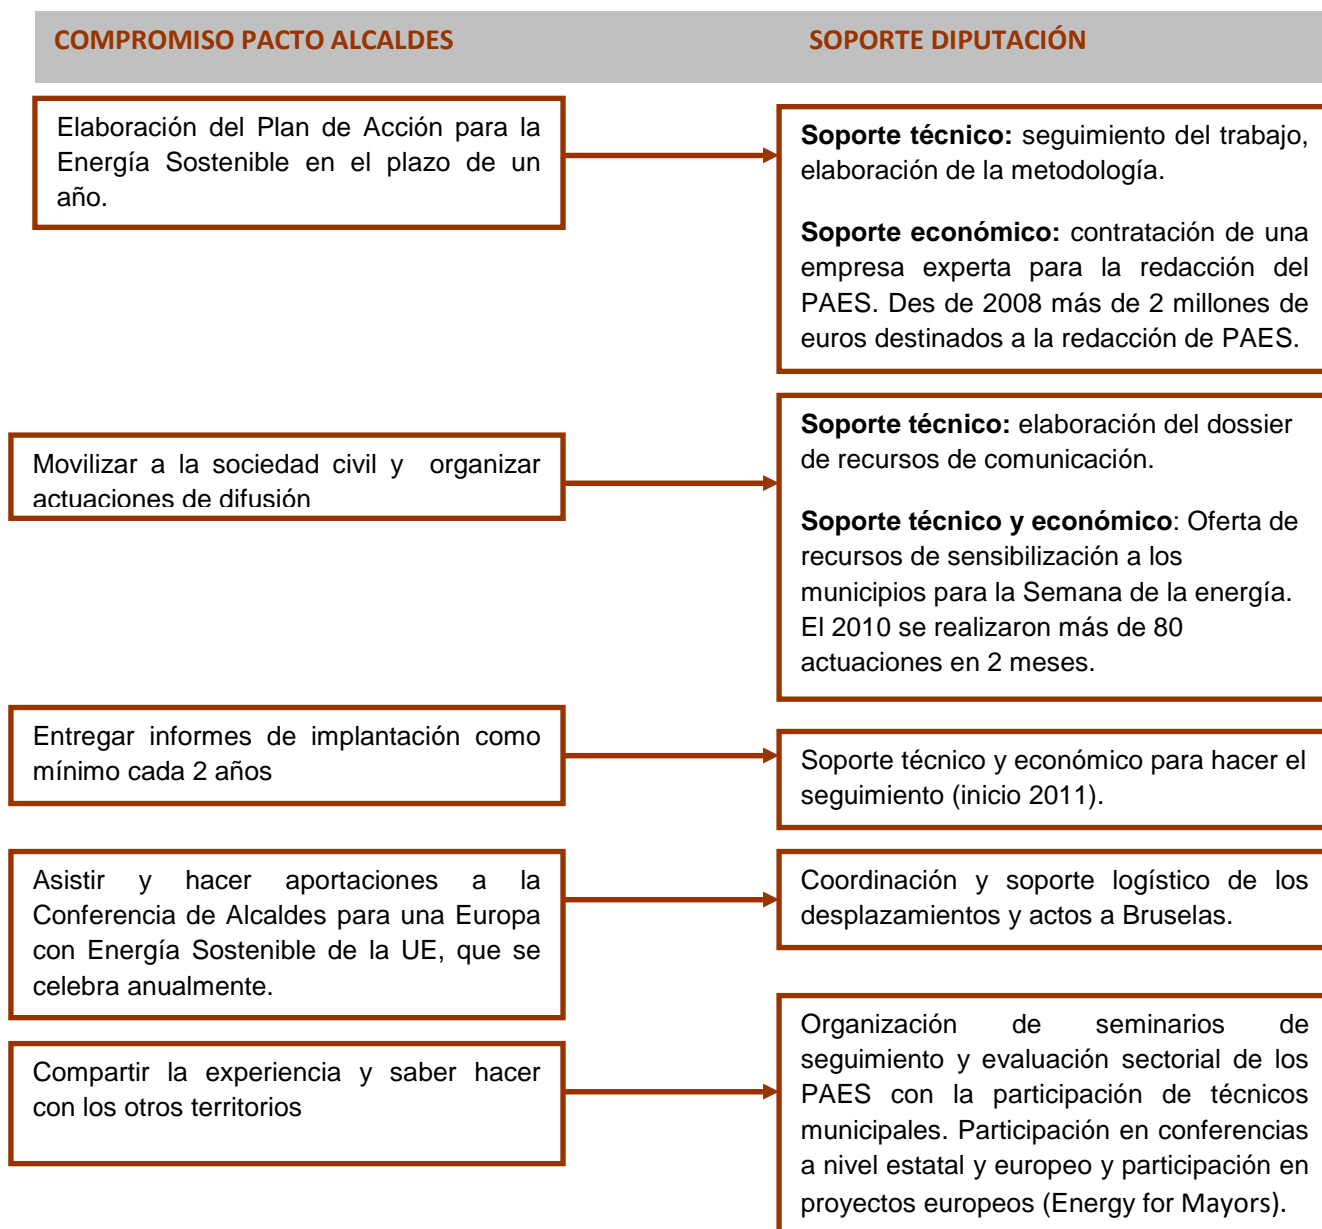 COMPROMISO PACTO ALCALDES
SOPORTE DIPUTACIÓN
Elaboración del Plan de Acción para la
Energía Sostenible en el plazo de un
año.
Soporte técnico: seguimiento del trabajo,
elaboración de la metodología.
Soporte económico: contratación de una
empresa experta para la redacción del
PAES. Des de 2008 más de 2 millones de
euros destinados a la redacción de PAES.
Movilizar a la sociedad civil y organizar
actuaciones de difusión
Soporte técnico: elaboración del dossier
de recursos de comunicación.
Soporte técnico y económico: Oferta de
recursos de sensibilización a los
municipios para la Semana de la energía.
El 2010 se realizaron más de 80
actuaciones en 2 meses.
Entregar informes de implantación como
mínimo cada 2 años
Soporte técnico y económico para hacer el
seguimiento (inicio 2011).
Asistir y hacer aportaciones a la
Conferencia de Alcaldes para una Europa
con Energía Sostenible de la UE, que se
celebra anualmente.
Coordinación y soporte logístico de los
desplazamientos y actos a Bruselas.
Compartir la experiencia y saber hacer
con los otros territorios
Organización de seminarios de
seguimiento y evaluación sectorial de los
PAES con la participación de técnicos
municipales. Participación en conferencias
a nivel estatal y europeo y participación en
proyectos europeos (Energy for Mayors).